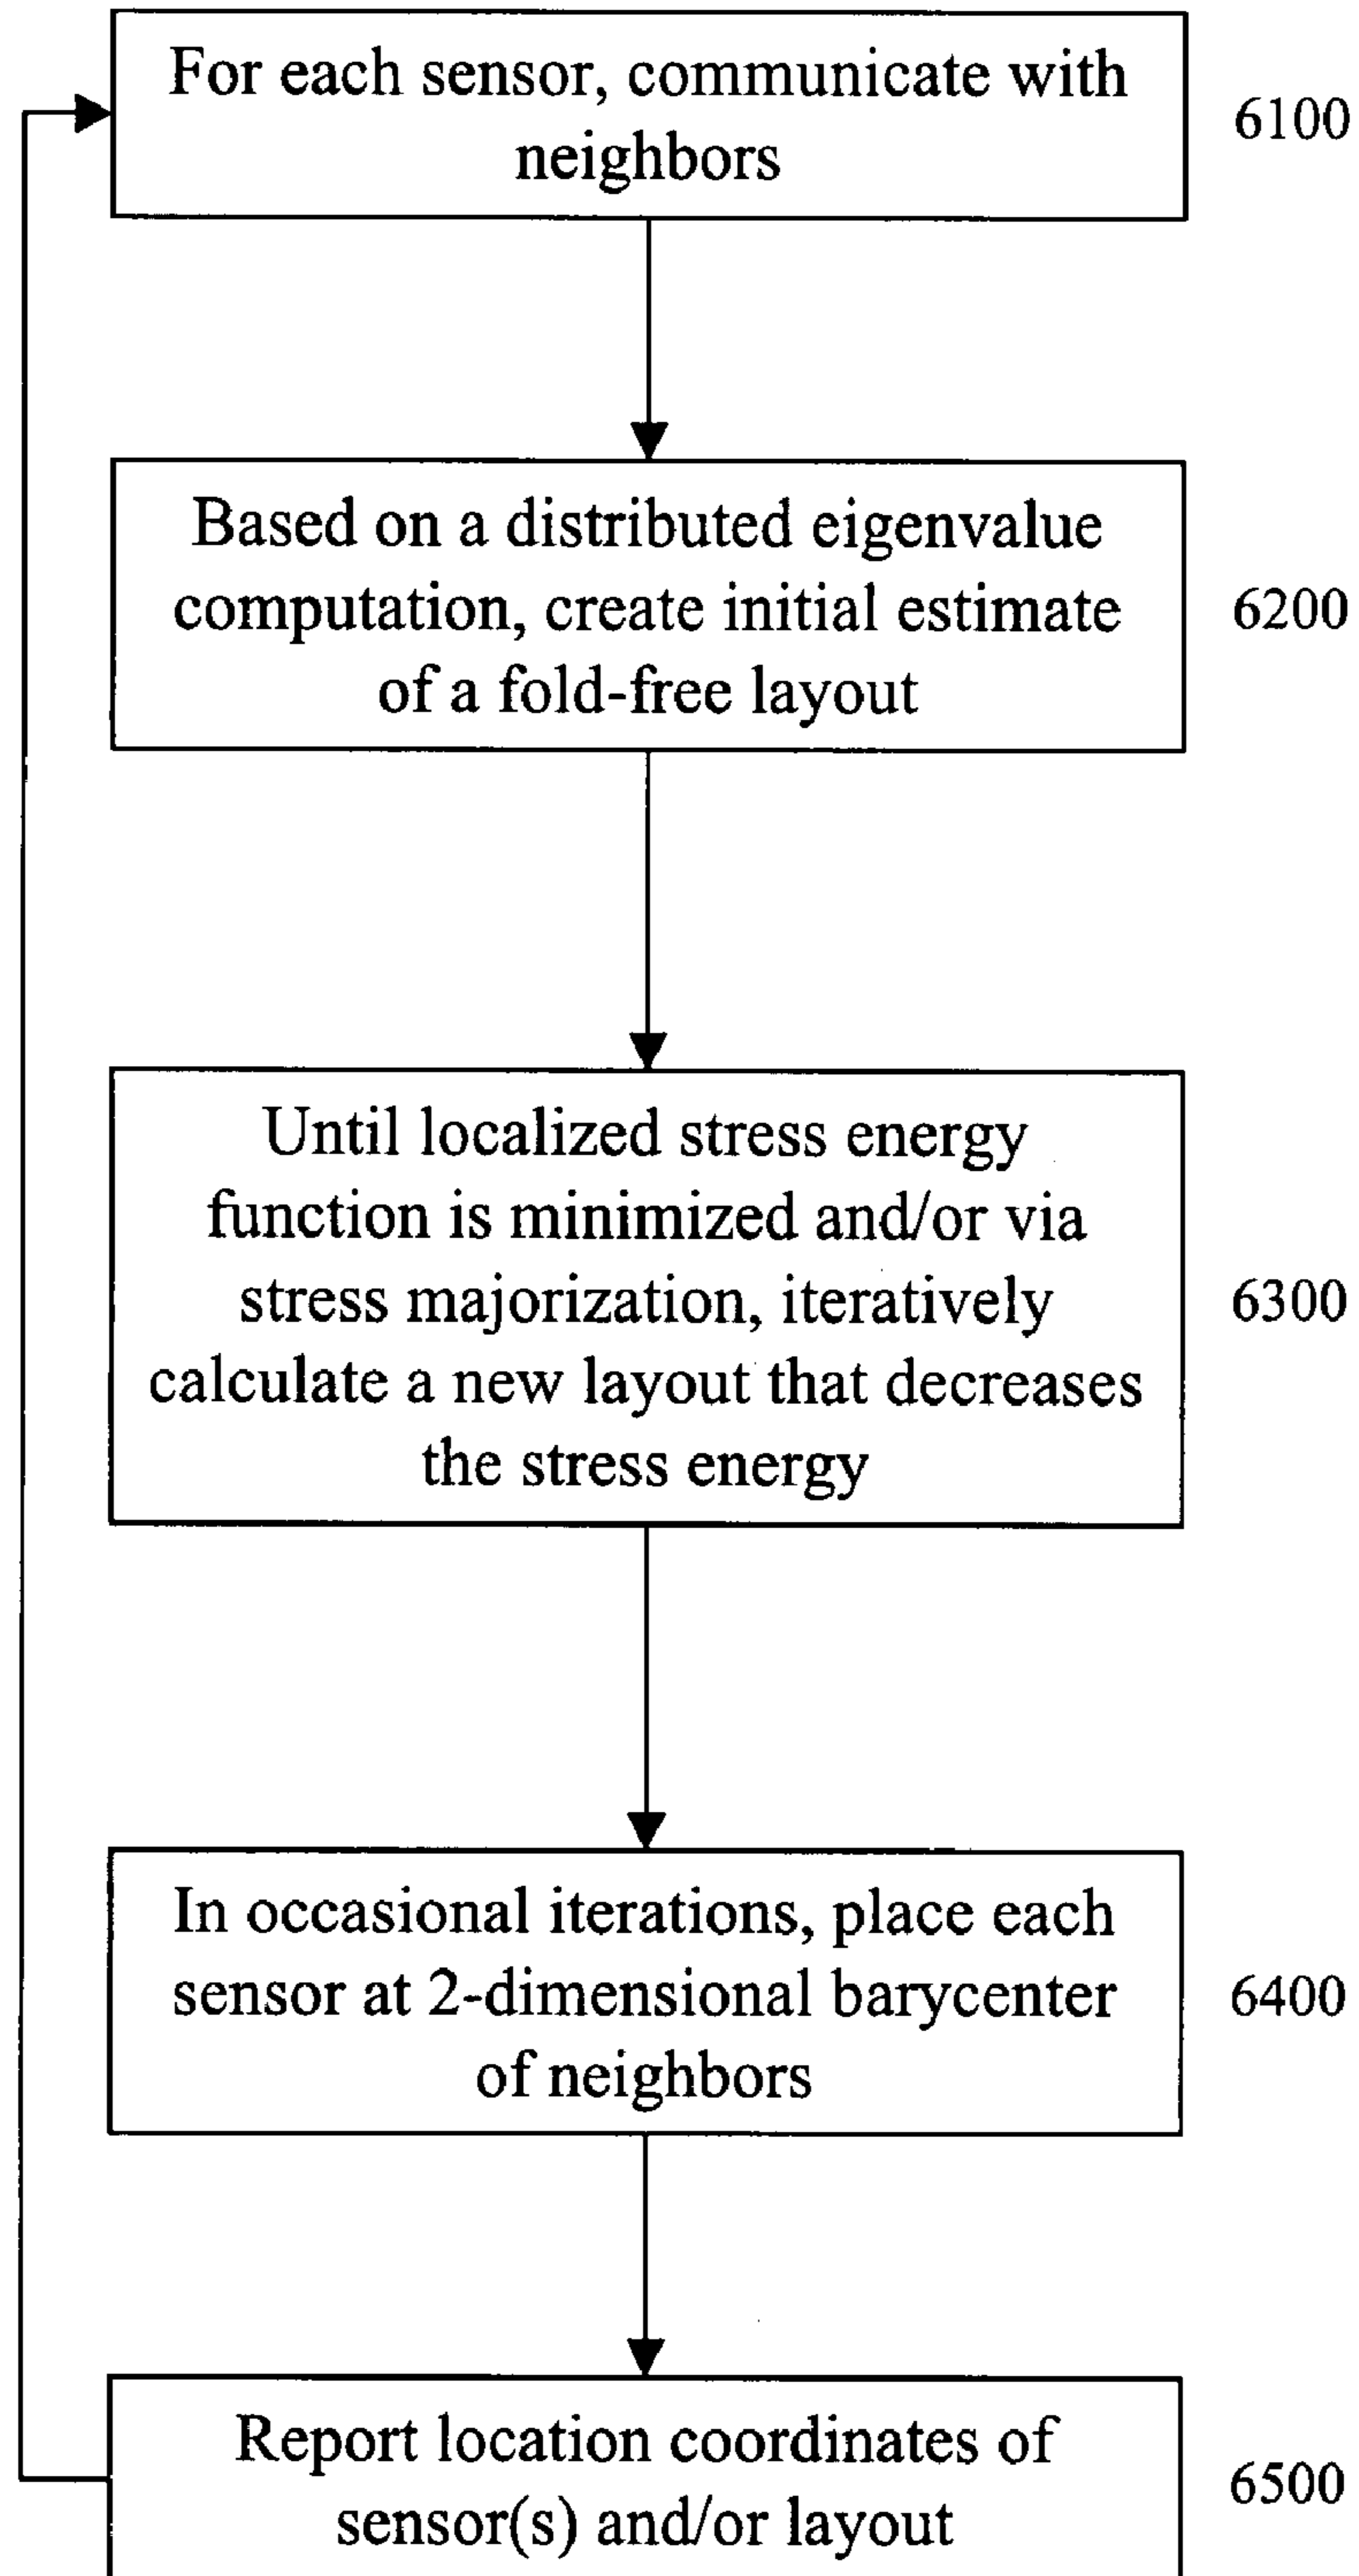 For each sensor, communicate with
neighbors
6100
Based on a distributed eigenvalue
computation, create initial estimate
of a fold-free layout
6200
Until localized stress energy
function is minimized and/or via
stress majorization, iteratively
calculate a new layout that decreases
the stress energy
6300
In occasional iterations, place each
sensor at 2-dimensional barycenter
of neighbors
6400
Report location coordinates of
sensor(s) and/or layout
6500